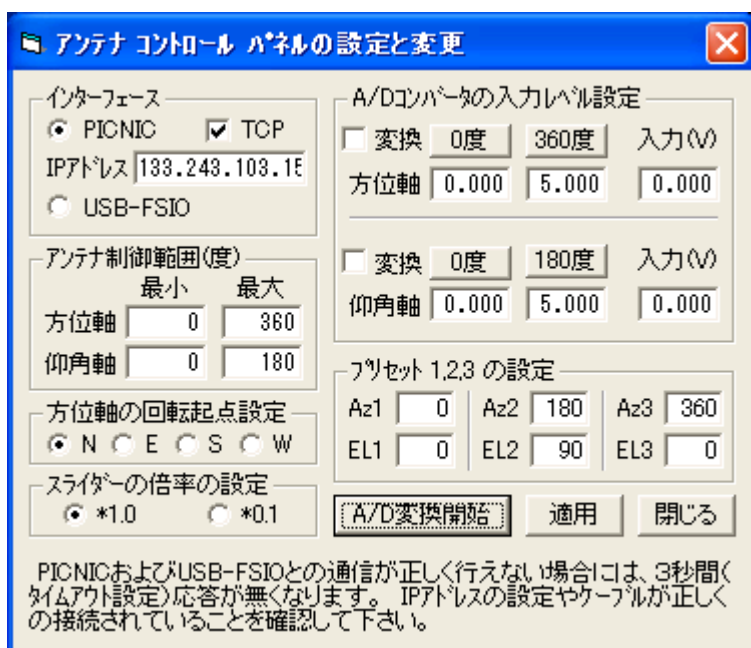 アンテナ コントロール パネルの設定と変更
インターフェース
PICNIC TCP
IPアドレス 133.243.103.15
USB-FSIO
アンテナ制御範囲(度)
最小 最大
方位軸 0 360
仰角軸 0 180
方位軸の回転起点設定
N E S W
スライダーの倍率の設定
*1.0 *0.1
A/Dコンバータの入力レベル設定
変換 0度 360度 入力(V)
方位軸 0.000 5.000 0.000
変換 0度 180度 入力(V)
仰角軸 0.000 5.000 0.000
プリセット 1,2,3 の設定
Az1 0 Az2 180 Az3 360
EL1 0 EL2 90 EL3 0
A/D変換開始 適用 閉じる
PICNICおよびUSB-FSIOとの通信が正しく行えない場合には、3秒間(
タイムアウト設定)応答が無くなります。 IPアドレスの設定やケーブルが正しく
の接続されていることを確認して下さい。